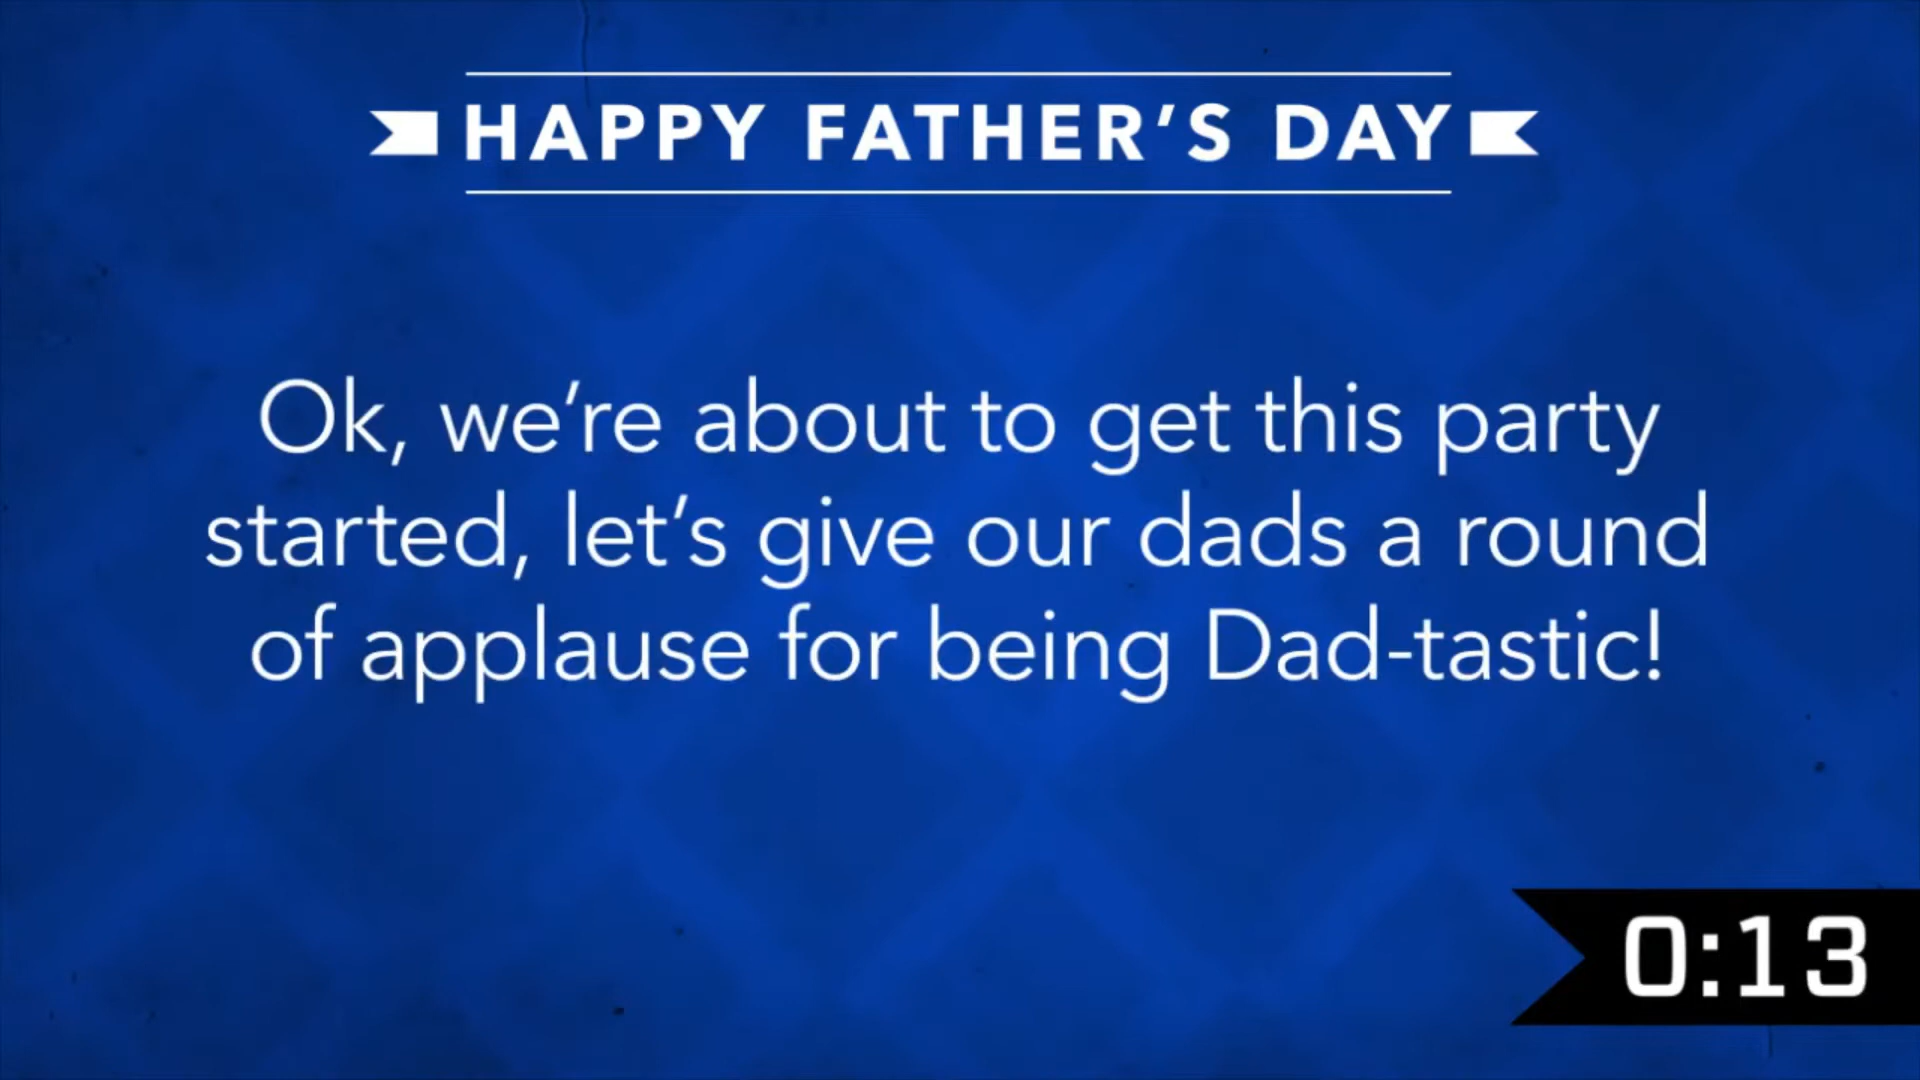 HAPPY FATHER’S DAY
Ok, we’re about to get this party
started, let’s give our dads a round
of applause for being Dad-tastic!
0:13